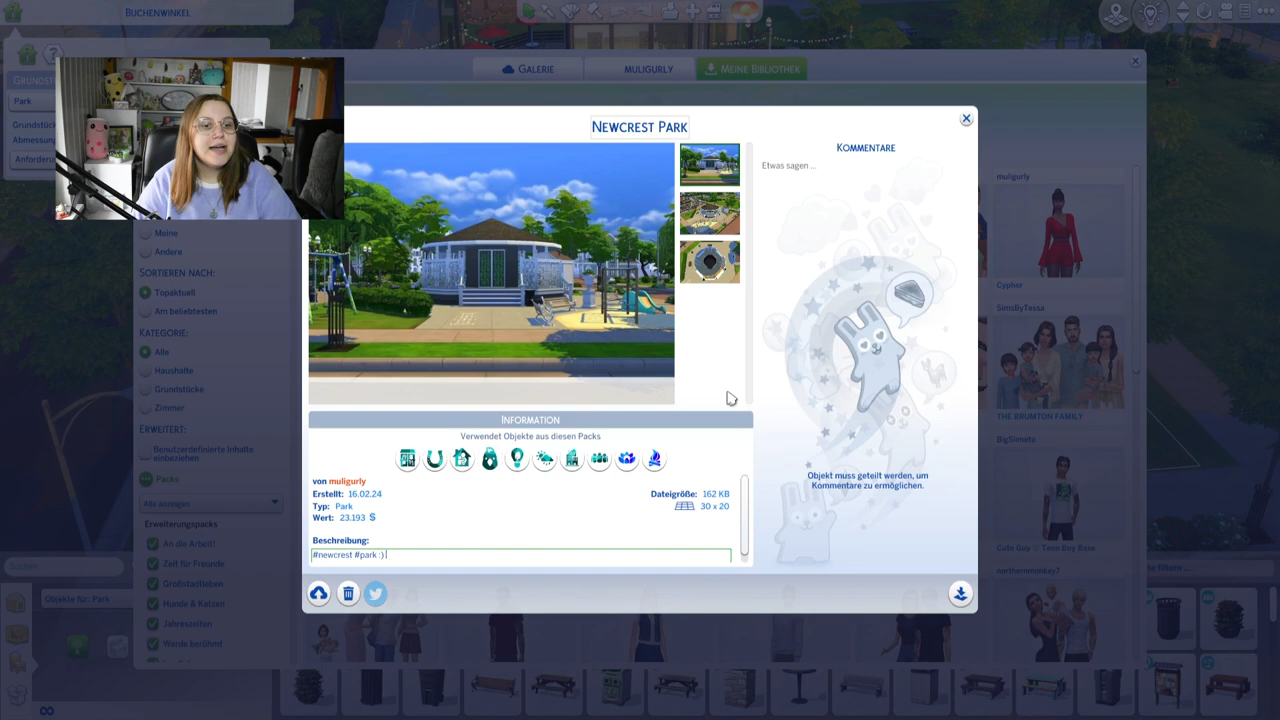 Buchenwinkel
Galerie
muligurly
Meine Bibliothek
Park
Newcrest Park
Kommentare
Etwas sagen ...
muligurly
Meine
Andere
Sortieren nach:
Topaktuell
Am beliebtesten
Kategorie:
Alle
Haushalte
Grundstücke
Zimmer
Erweitert:
Benutzerdefinierte Inhalte
einbeziehen
Packs
Alle anzeigen
Erweiterungspacks
An die Arbeit!
Zeit für Freunde
Großstadtleben
Hunde & Katzen
Jahreszeiten
Werde berühmt
Cypher
SimsByTessa
The Brumton Family
BigSimsto
Cute Guy ♡ Teen Boy Base
northernmonkey7
Information
Verwendet Objekte aus diesen Packs
von muligurly
Erstellt: 16.02.24
Typ: Park
Wert: 23.193 §
Dateigröße: 162 KB
30 x 20
Beschreibung:
#newcrest #park :)
Objekt muss geteilt werden, um
Kommentare zu ermöglichen.
Suchen
Objekte für: Park